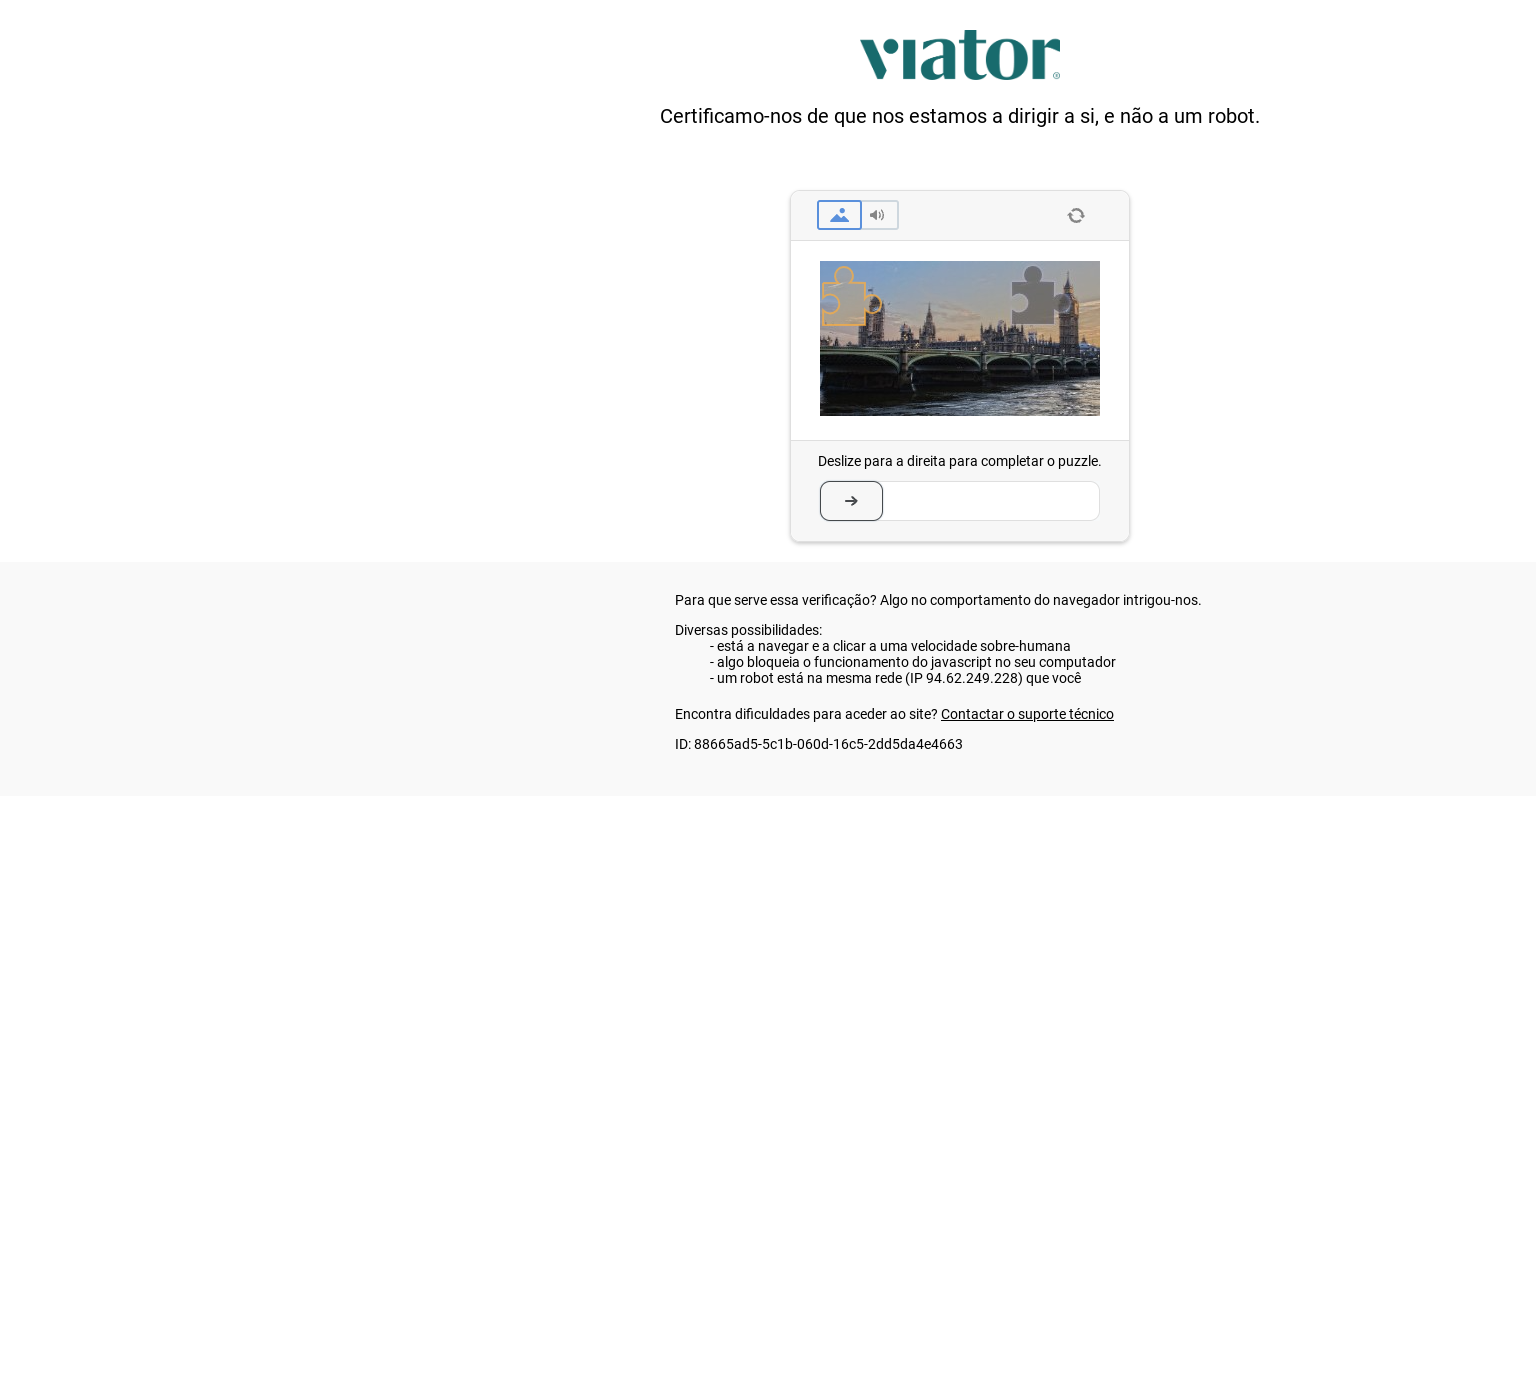 viator
Certificamo-nos de que nos estamos a dirigir a si, e não a um robot.
Deslize para a direita para completar o puzzle.
Para que serve essa verificação? Algo no comportamento do navegador intrigou-nos.
Diversas possibilidades:
- está a navegar e a clicar a uma velocidade sobre-humana
- algo bloqueia o funcionamento do javascript no seu computador
- um robot está na mesma rede (IP 94.62.249.228) que você
Encontra dificuldades para aceder ao site? Contactar o suporte técnico
ID: 88665ad5-5c1b-060d-16c5-2dd5da4e4663